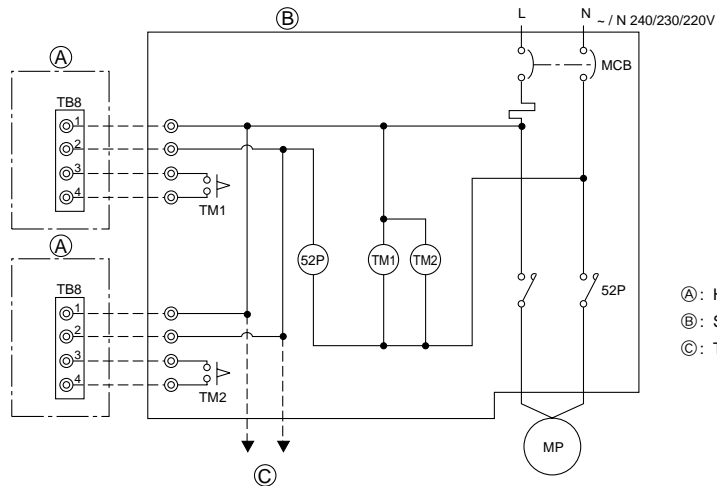 B
L N ~ / N 240/230/220V
MCB
A
TB8
1
2
3
4
TM1
A
TB8
1
2
3
4
TM2
52P TM1 TM2
52P
A :
B :
C :
C
MP